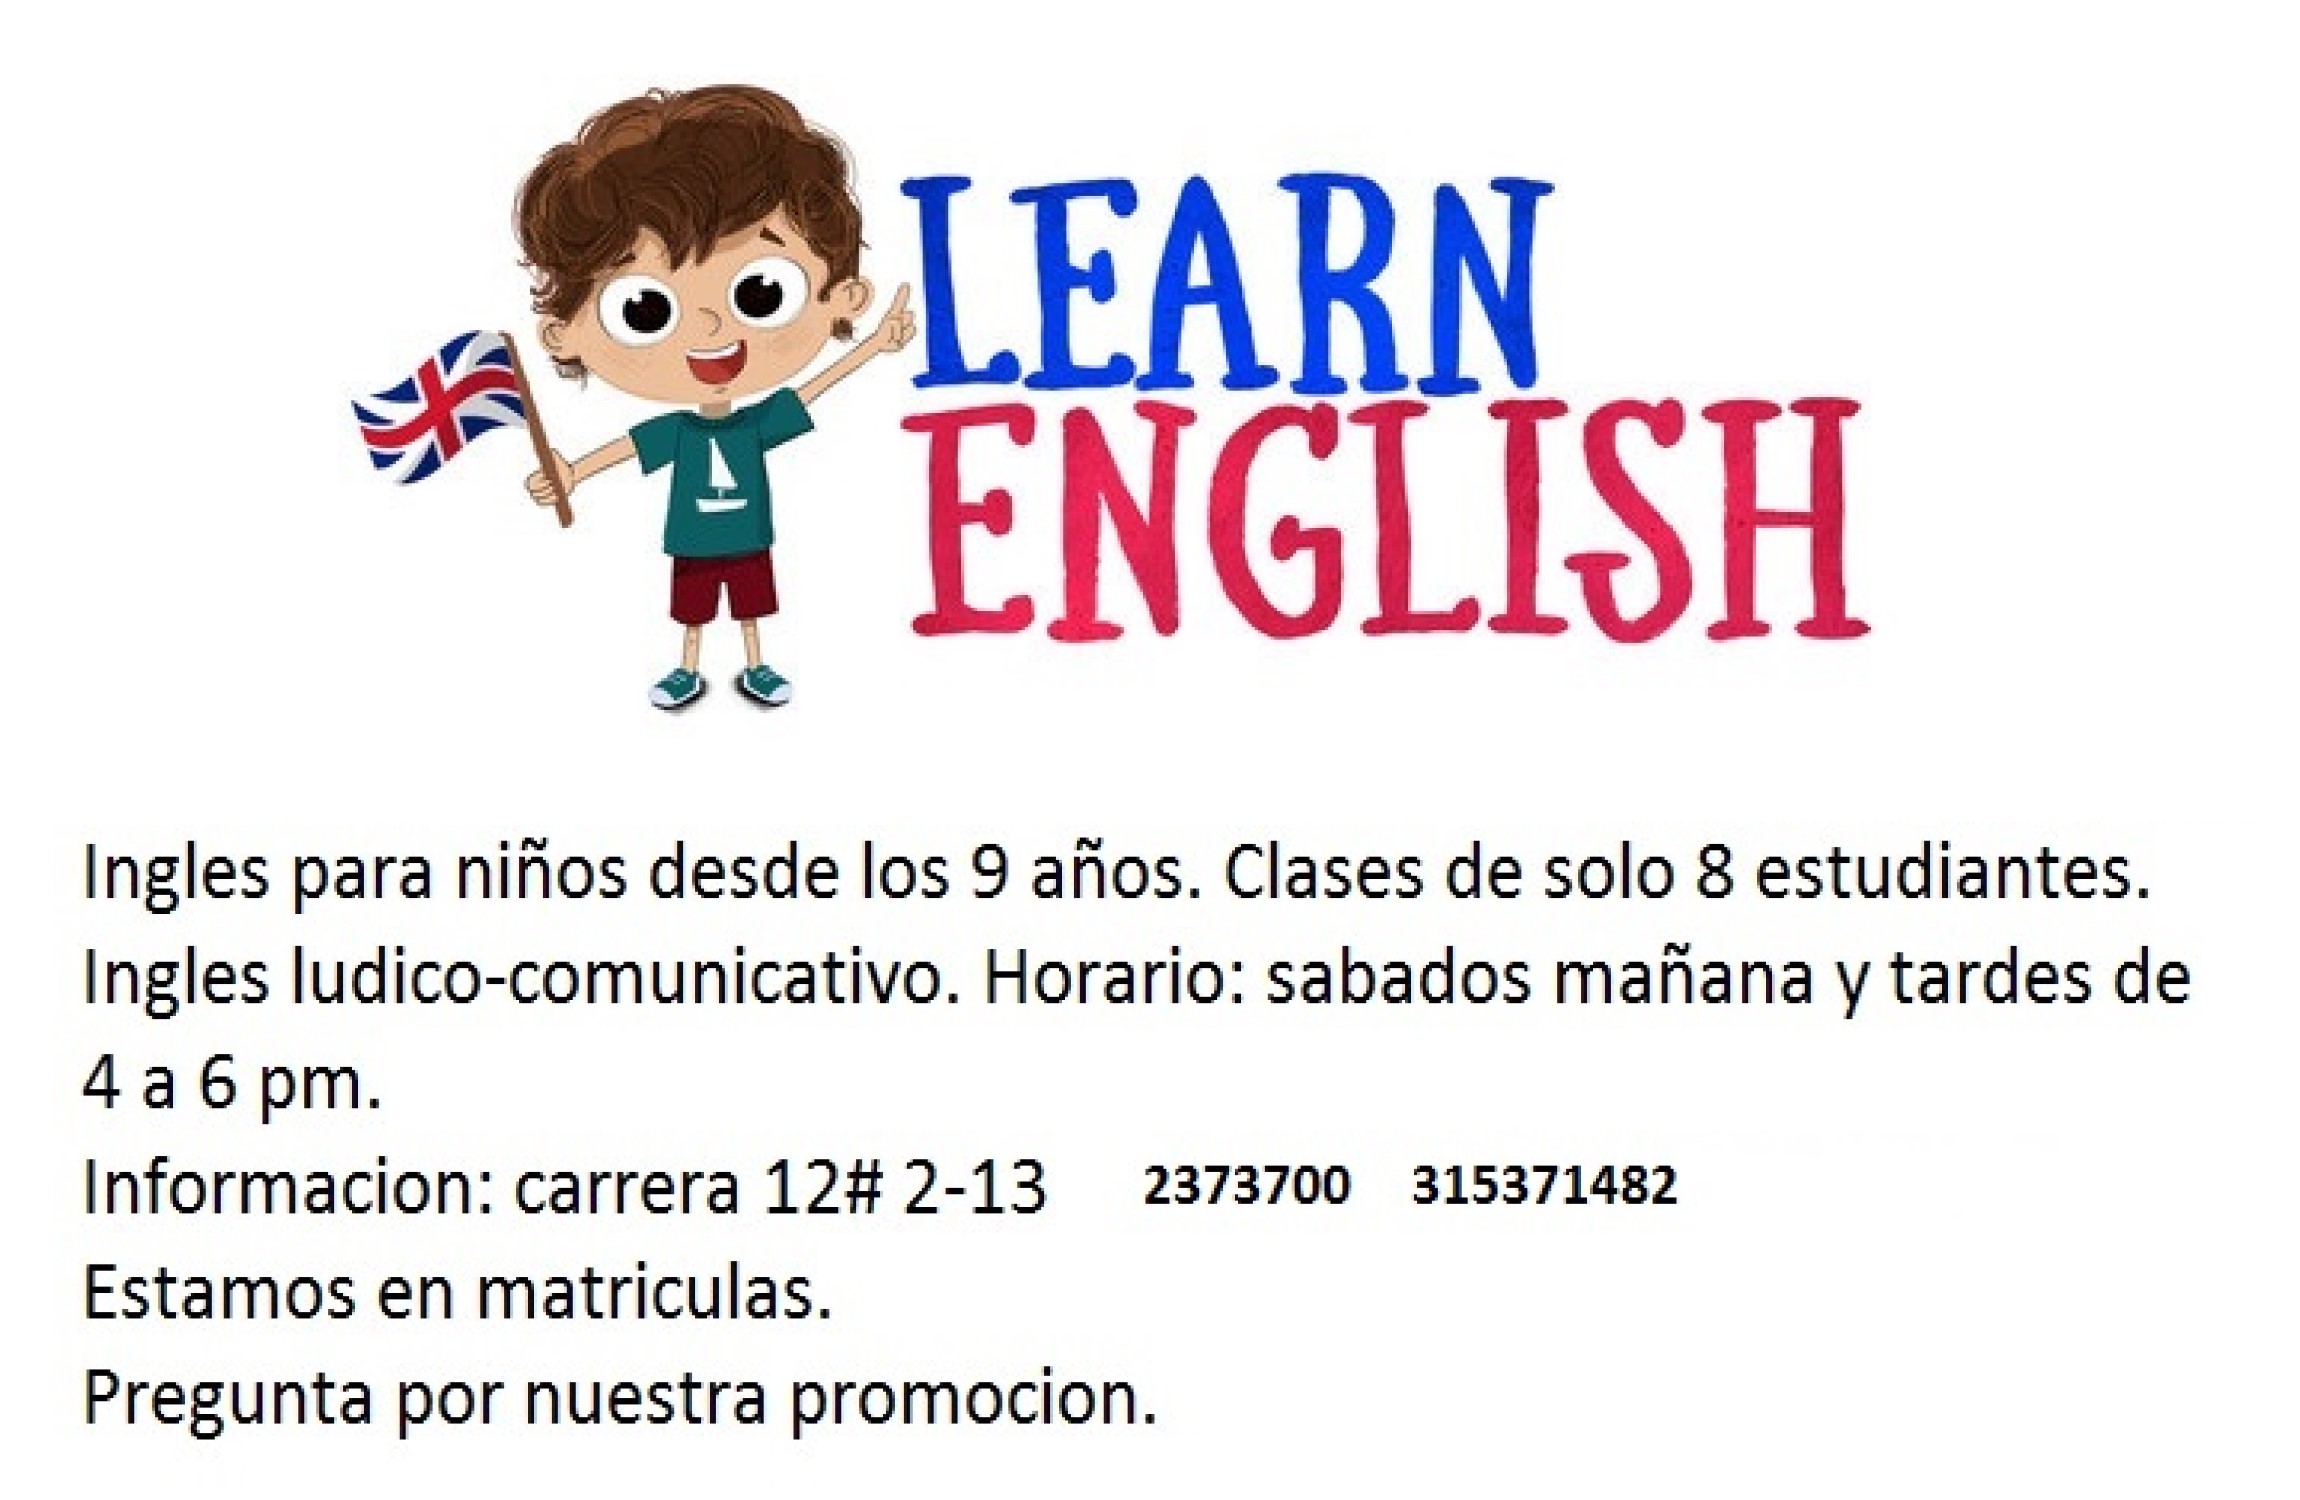 LEARN
ENGLISH
Ingles para niños desde los 9 años. Clases de solo 8 estudiantes.
Ingles ludico-comunicativo. Horario: sabados mañana y tardes de
4 a 6 pm.
Informacion: carrera 12# 2-13 2373700 315371482
Estamos en matriculas.
Pregunta por nuestra promocion.